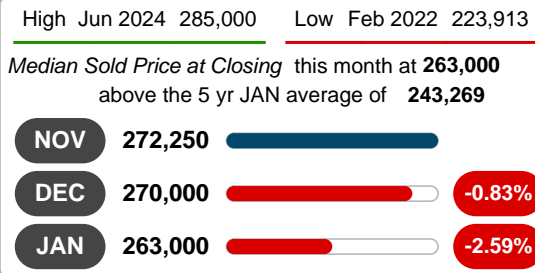 High Jun 2024 285,000 Low Feb 2022 223,913
Median Sold Price at Closing this month at 263,000
above the 5 yr JAN average of 243,269
NOV 272,250
DEC 270,000 -0.83%
JAN 263,000 -2.59%